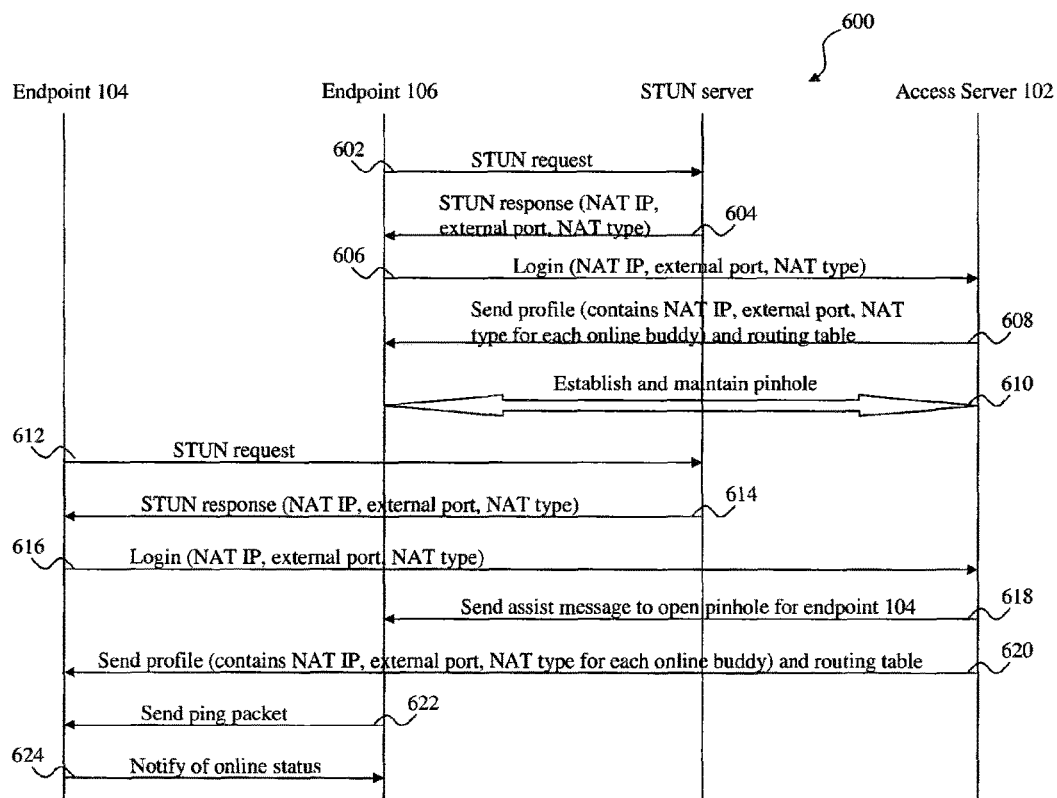 600
Endpoint 104
Endpoint 106
STUN server
Access Server 102
602
STUN request
STUN response (NAT IP,
external port, NAT type)
604
606
Login (NAT IP, external port, NAT type)
Send profile (contains NAT IP, external port, NAT
type for each online buddy) and routing table
608
Establish and maintain pinhole
610
612
STUN request
STUN response (NAT IP, external port, NAT type)
614
616
Login (NAT IP, external port, NAT type)
Send assist message to open pinhole for endpoint 104
618
Send profile (contains NAT IP, external port, NAT type for each online buddy) and routing table
620
Send ping packet
622
624
Notify of online status